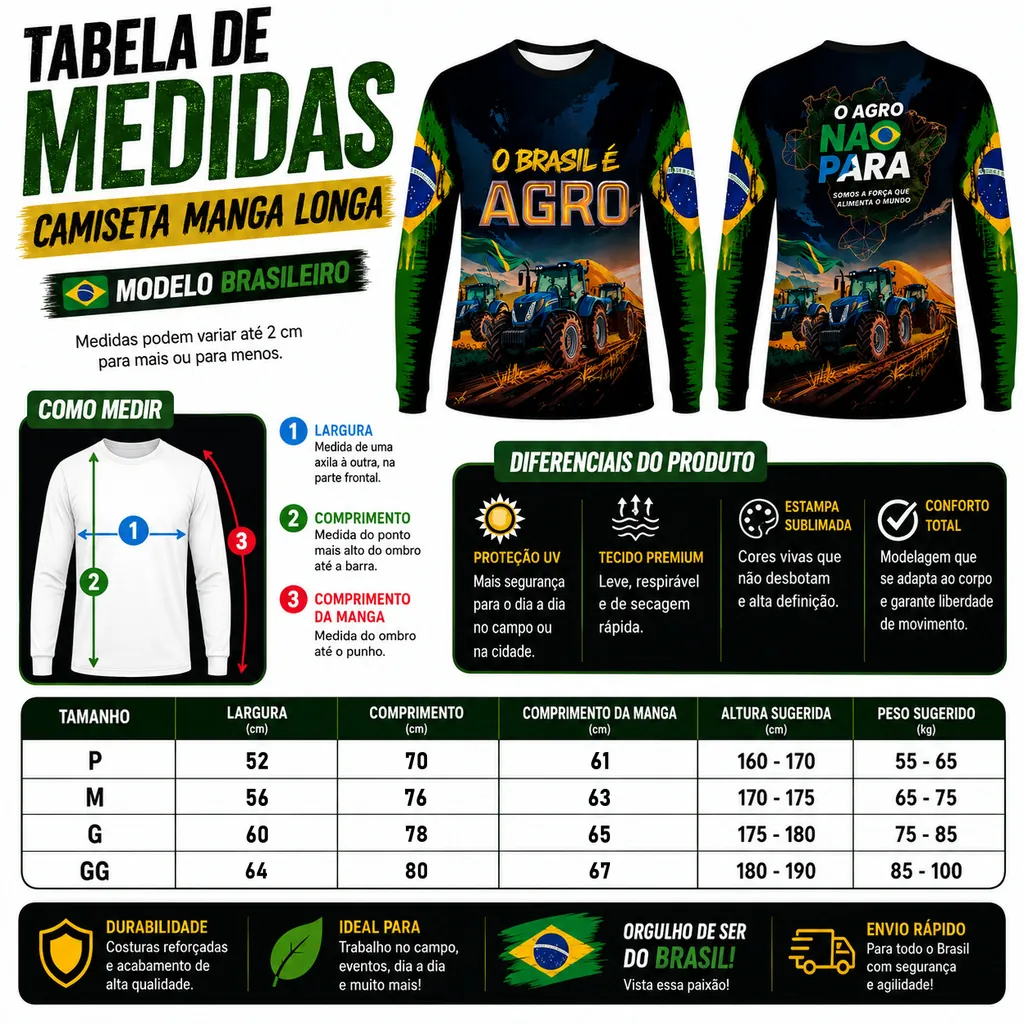 TABELA DE
MEDIDAS
CAMISETA MANGA LONGA
MODELO BRASILEIRO
Medidas podem variar até 2 cm
para mais ou para menos.
O BRASIL É
AGRO
O AGRO
NÃO
PARA
SOMOS A FORÇA QUE
ALIMENTA O MUNDO
COMO MEDIR
1
2
3
1 LARGURA
Medida de uma
axila à outra, na
parte frontal.
2 COMPRIMENTO
Medida do ponto
mais alto do ombro
até a barra.
3 COMPRIMENTO
DA MANGA
Medida do ombro
até o punho.
DIFERENCIAIS DO PRODUTO
PROTEÇÃO UV
Mais segurança
para o dia a dia
no campo ou
na cidade.
TECIDO PREMIUM
Leve, respirável
e de secagem
rápida.
ESTAMPA
SUBLIMADA
Cores vivas que
não desbotam
e alta definição.
CONFORTO
TOTAL
Modelagem que
se adapta ao corpo
e garante liberdade
de movimento.
TAMANHO LARGURA (cm) COMPRIMENTO (cm) COMPRIMENTO DA MANGA (cm) ALTURA SUGERIDA (cm) PESO SUGERIDO (kg)
P 52 70 61 160 - 170 55 - 65
M 56 76 63 170 - 175 65 - 75
G 60 78 65 175 - 180 75 - 85
GG 64 80 67 180 - 190 85 - 100
DURABILIDADE
Costuras reforçadas
e acabamento de
alta qualidade.
IDEAL PARA
Trabalho no campo,
eventos, dia a dia
e muito mais!
ORGULHO DE SER
DO BRASIL!
Vista essa paixão!
ENVIO RÁPIDO
Para todo o Brasil
com segurança
e agilidade!